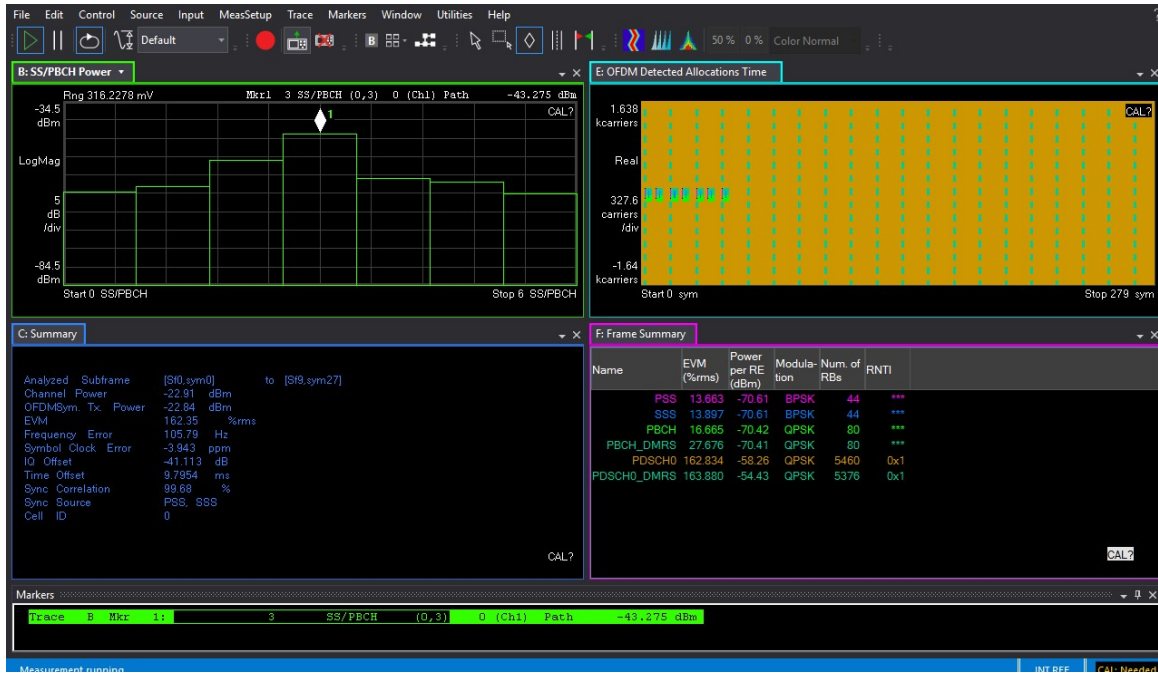 File Edit Control Source Input MeasSetup Trace Markers Window Utilities Help
Default
B
50 % 0 % Color Normal
B: SS/PBCH Power
Rng 316.2278 mV Mkr1 3 SS/PBCH (0,3) 0 (Ch1) Path -43.275 dBm
-34.5
dBm
1
CAL?
LogMag
5
dB
/div
-84.5
dBm
Start 0 SS/PBCH Stop 6 SS/PBCH
E: OFDM Detected Allocations Time
1.638
kcarriers
CAL?
Real
327.6
carriers
/div
-1.64
kcarriers
Start 0 sym Stop 279 sym
C: Summary
Analyzed Subframe [Sf0,sym0] to [Sf9,sym27]
Channel Power -22.91 dBm
OFDMSym. Tx. Power -22.84 dBm
EVM 162.35 %rms
Frequency Error 105.79 Hz
Symbol Clock Error -3.943 ppm
IQ Offset -41.113 dB
Time Offset 9.7954 ms
Sync Correlation 99.68 %
Sync Source PSS, SSS
Cell ID 0
CAL?
F: Frame Summary
Name EVM (%rms) Power per RE (dBm) Modula-tion Num. of RBs RNTI
PSS 13.663 -70.61 BPSK 44 ***
SSS 13.897 -70.61 BPSK 44 ***
PBCH 16.665 -70.42 QPSK 80 ***
PBCH_DMRS 27.676 -70.41 QPSK 80 ***
PDSCH0 162.834 -58.26 QPSK 5460 0x1
PDSCH0_DMRS 163.880 -54.43 QPSK 5376 0x1
CAL?
Markers
Trace B Mkr 1: 3 SS/PBCH (0,3) 0 (Ch1) Path -43.275 dBm
Measurement running INT REF CAL: Needed